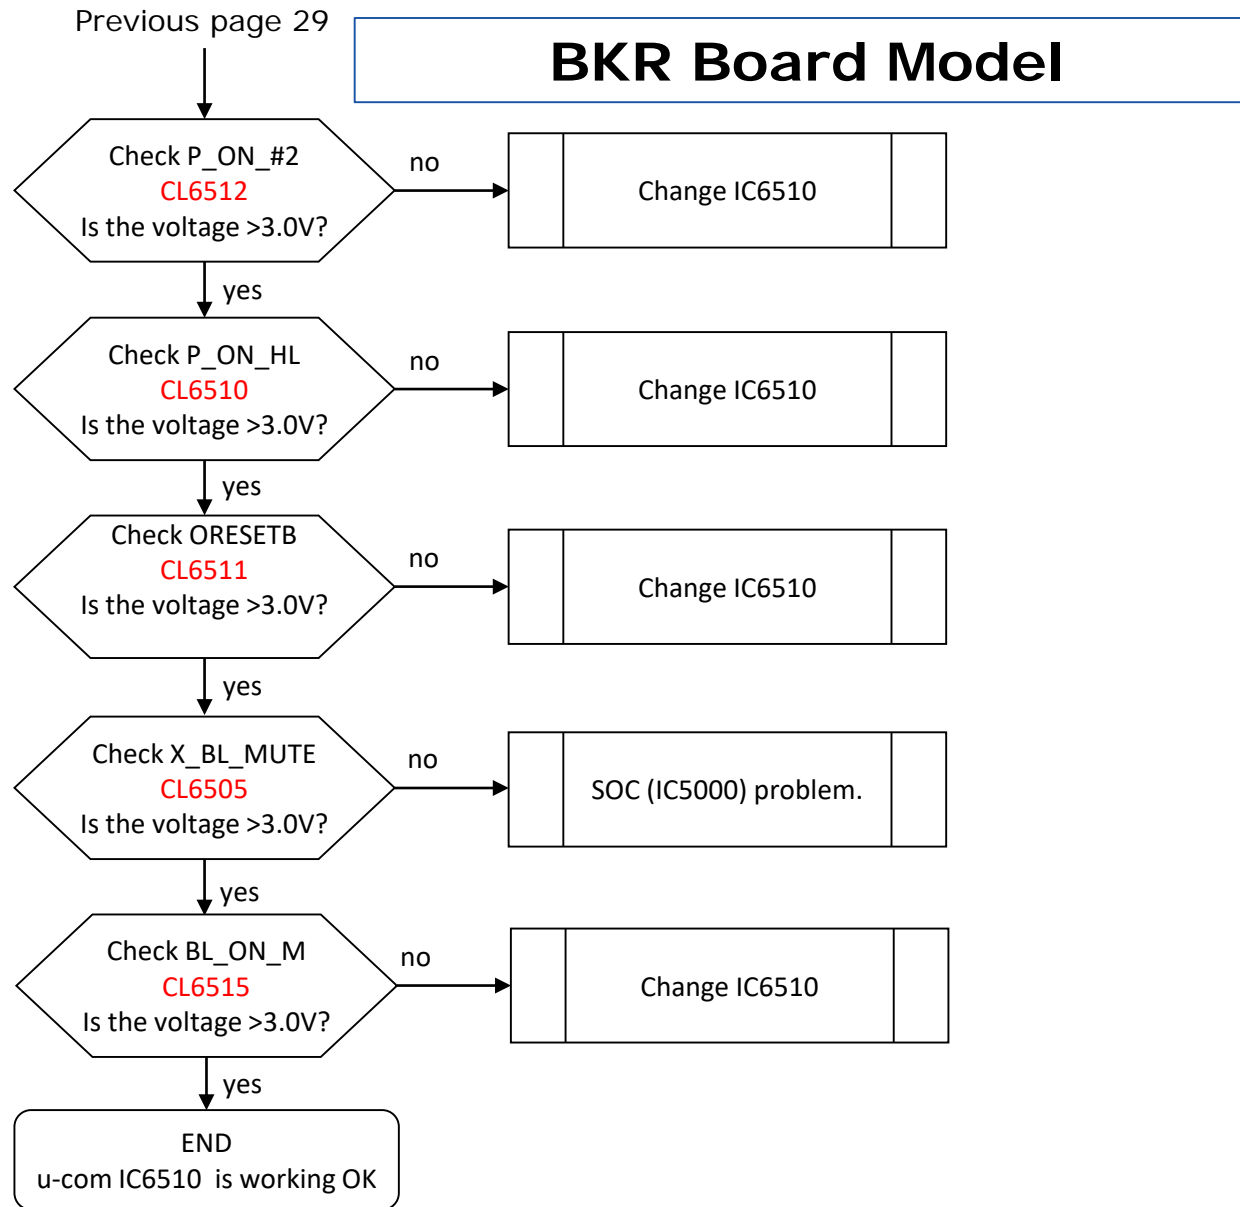 Previous page 29
BKR Board Model
Check P_ON_#2
CL6512
Is the voltage >3.0V?
no
Change IC6510
yes
Check P_ON_HL
CL6510
Is the voltage >3.0V?
no
Change IC6510
yes
Check ORESETB
CL6511
Is the voltage >3.0V?
no
Change IC6510
yes
Check X_BL_MUTE
CL6505
Is the voltage >3.0V?
no
SOC (IC5000) problem.
yes
Check BL_ON_M
CL6515
Is the voltage >3.0V?
no
Change IC6510
yes
END
u-com IC6510  is working OK